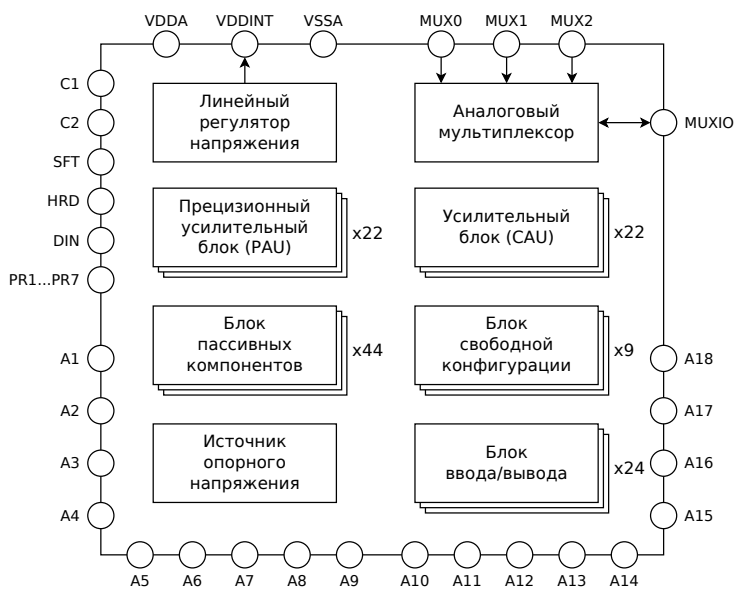 VDDA
VDDINT
VSSA
MUX0
MUX1
MUX2
C1
C2
SFT
HRD
DIN
PR1...PR7
A1
A2
A3
A4
Линейный
регулятор
напряжения
Аналоговый
мультиплексор
MUXIO
Прецизионный
усилительный
блок (PAU)
x22
Усилительный
блок (CAU)
x22
Блок
пассивных
компонентов
x44
Блок
свободной
конфигурации
x9
Источник
опорного
напряжения
Блок
ввода/вывода
x24
A18
A17
A16
A15
A5
A6
A7
A8
A9
A10
A11
A12
A13
A14